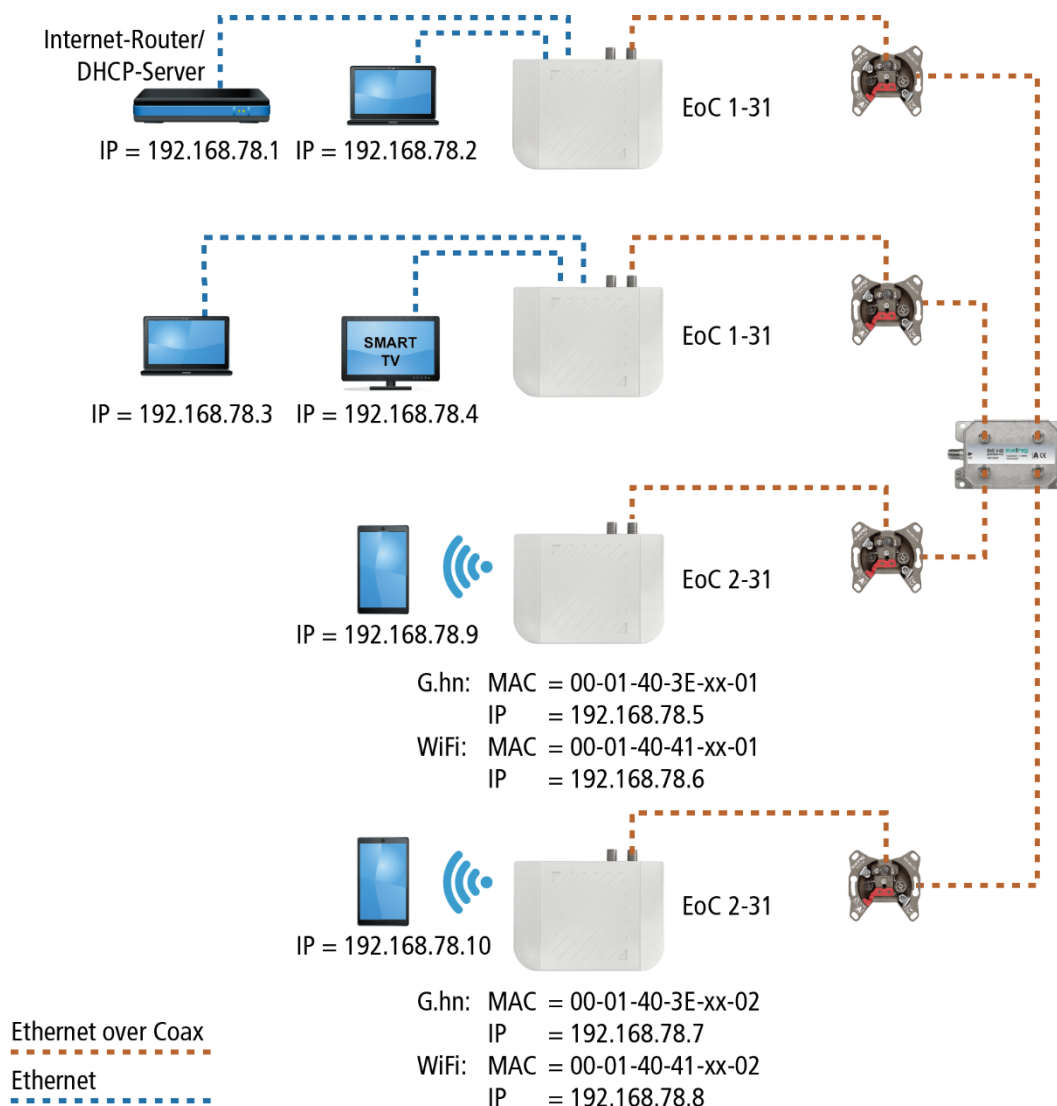 Internet-Router/
DHCP-Server
IP = 192.168.78.1
IP = 192.168.78.2
EoC 1-31
SMART
TV
IP = 192.168.78.3
IP = 192.168.78.4
EoC 1-31
IP = 192.168.78.9
EoC 2-31
G.hn: MAC = 00-01-40-3E-xx-01
IP = 192.168.78.5
WiFi: MAC = 00-01-40-41-xx-01
IP = 192.168.78.6
IP = 192.168.78.10
EoC 2-31
G.hn: MAC = 00-01-40-3E-xx-02
IP = 192.168.78.7
WiFi: MAC = 00-01-40-41-xx-02
IP = 192.168.78.8
Ethernet over Coax
Ethernet